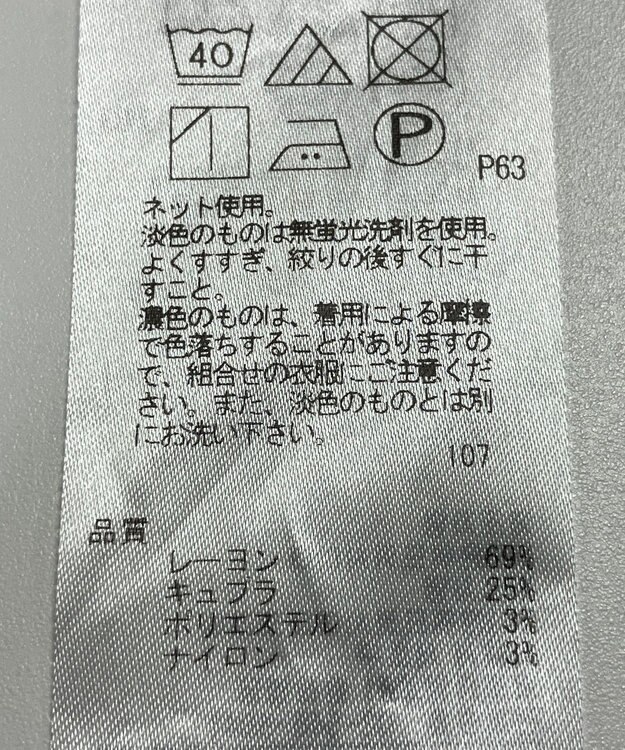 40
P
P63
ネット使用。
淡色のものは無蛍光洗剤を使用。
よくすすぎ、絞りの後すぐに干
すこと。
濃色のものは、着用による摩擦
で色落ちすることがありますの
で、組合せの衣服にご注意くだ
さい。また、淡色のものとは別
にお洗い下さい。
107
品質
レーヨン 69%
キュプラ 25%
ポリエステル 3%
ナイロン 3%